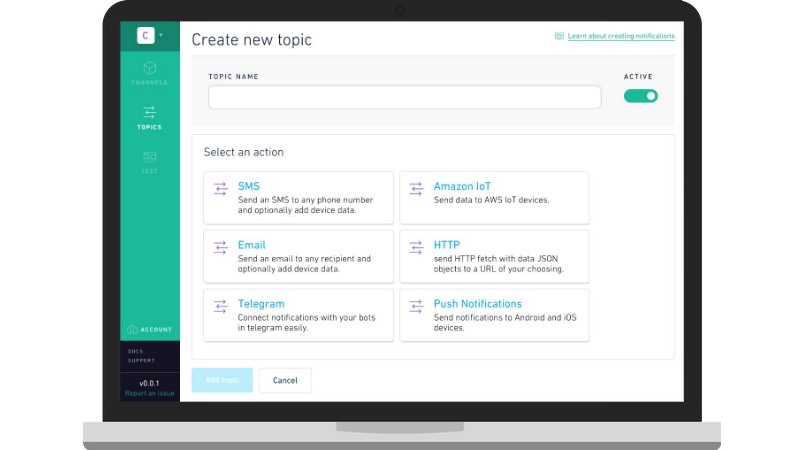 C
CHANNELS
TOPICS
TEST
ACCOUNT
DOCS
SUPPORT
v0.0.1
Report an issue
Create new topic
Learn about creating notifications
TOPIC NAME
ACTIVE
Select an action
SMS
Send an SMS to any phone number
and optionally add device data.
Amazon IoT
Send data to AWS IoT devices.
Email
Send an email to any recipient and
optionally add device data.
HTTP
send HTTP fetch with data JSON
objects to a URL of your choosing.
Telegram
Connect notifications with your bots
in telegram easily.
Push Notifications
Send notifications to Android and iOS
devices.
Add topic
Cancel